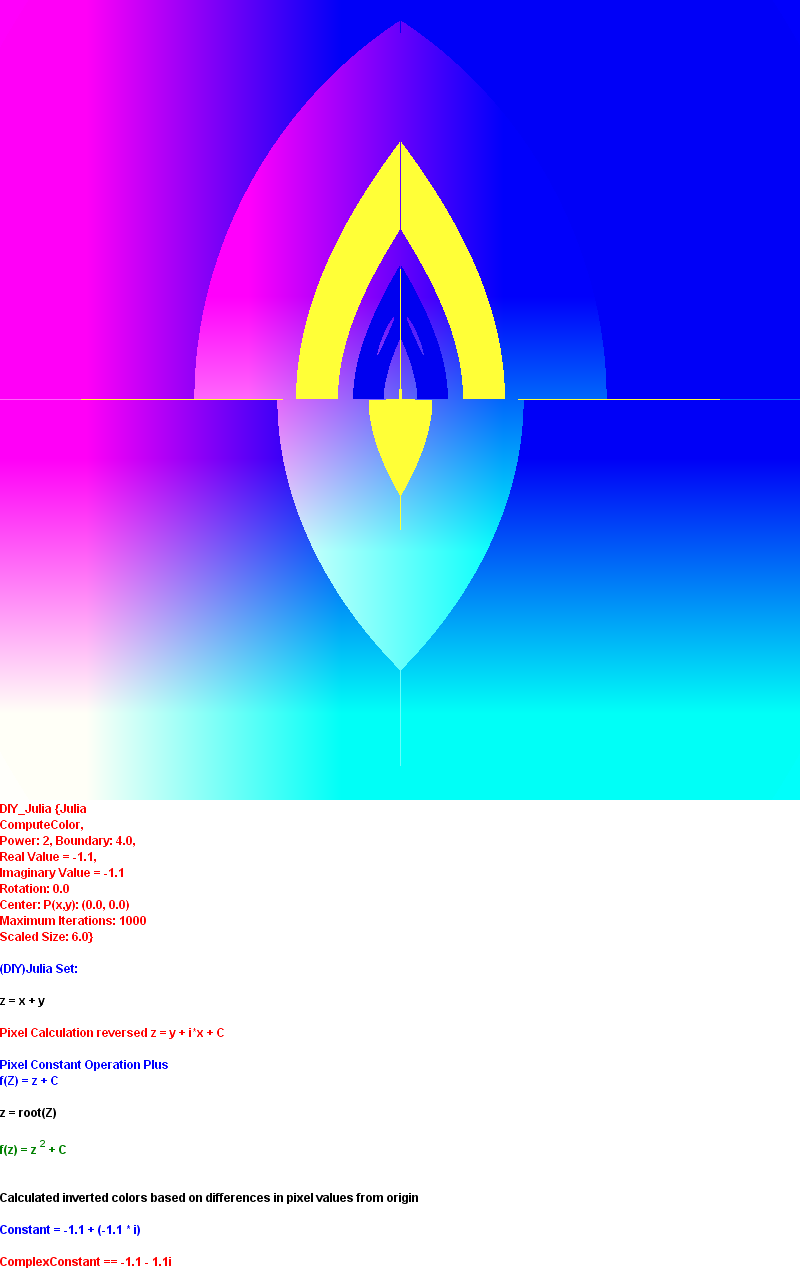 DIY_Julia {Julia
ComputeColor,
Power: 2, Boundary: 4.0,
Real Value = -1.1,
Imaginary Value = -1.1
Rotation: 0.0
Center: P(x,y): (0.0, 0.0)
Maximum Iterations: 1000
Scaled Size: 6.0}
(DIY)Julia Set:
z = x + y
Pixel Calculation reversed z = y + i*x + C
Pixel Constant Operation Plus
f(Z) = z + C
z = root(Z)
f(z) = z ² + C
Calculated inverted colors based on differences in pixel values from origin
Constant = -1.1 + (-1.1 * i)
ComplexConstant == -1.1 - 1.1i